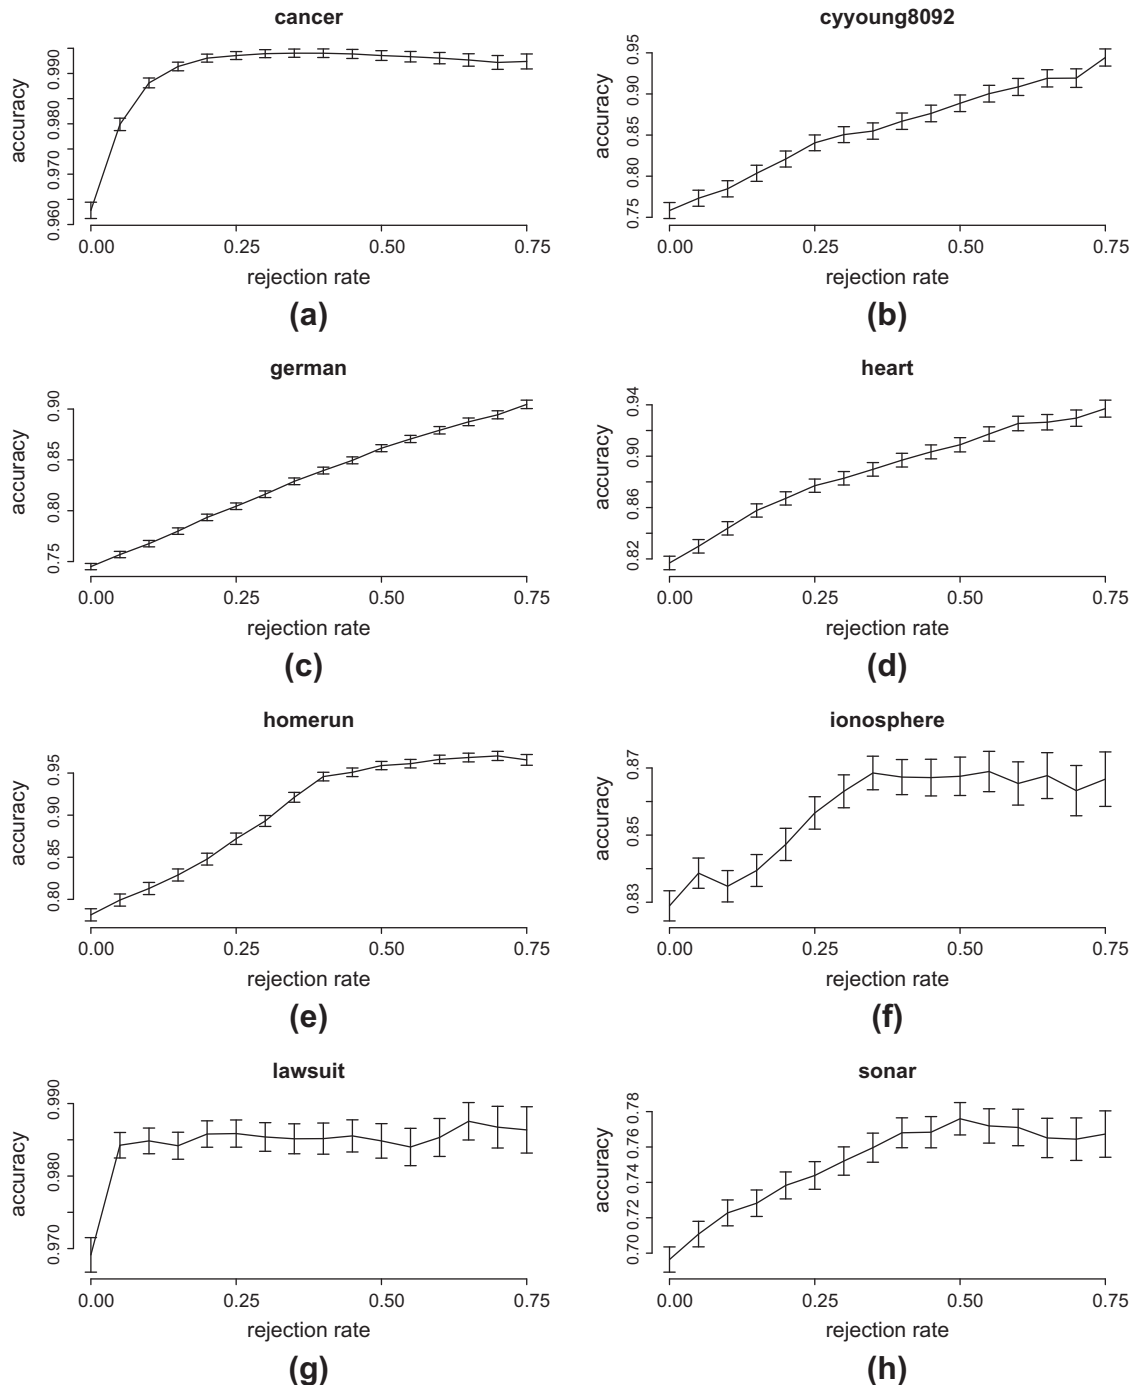 cancer
accuracy
0.960 0.970 0.980 0.990
0.00 0.25 0.50 0.75
rejection rate
(a)
cyyoung8092
accuracy
0.75 0.80 0.85 0.90 0.95
0.00 0.25 0.50 0.75
rejection rate
(b)
german
accuracy
0.75 0.80 0.85 0.90
0.00 0.25 0.50 0.75
rejection rate
(c)
heart
accuracy
0.82 0.86 0.90 0.94
0.00 0.25 0.50 0.75
rejection rate
(d)
homerun
accuracy
0.80 0.85 0.90 0.95
0.00 0.25 0.50 0.75
rejection rate
(e)
ionosphere
accuracy
0.83 0.85 0.87
0.00 0.25 0.50 0.75
rejection rate
(f)
lawsuit
accuracy
0.970 0.980 0.990
0.00 0.25 0.50 0.75
rejection rate
(g)
sonar
accuracy
0.70 0.72 0.74 0.76 0.78
0.00 0.25 0.50 0.75
rejection rate
(h)